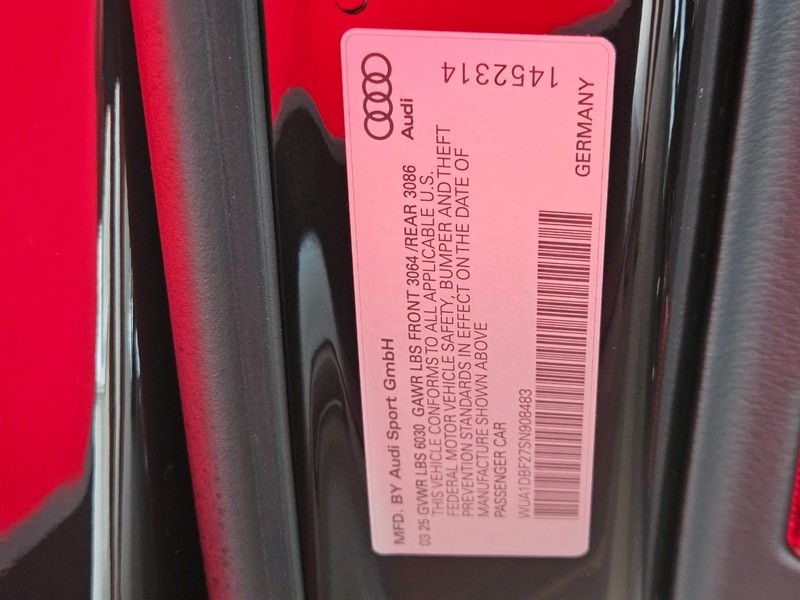 Audi
1452314
GERMANY
MFD. BY Audi Sport GmbH
03 25 GVWR LBS 6030 GAWR LBS FRONT 3064 /REAR 3086
THIS VEHICLE CONFORMS TO ALL APPLICABLE U.S.
FEDERAL MOTOR VEHICLE SAFETY, BUMPER AND THEFT
PREVENTION STANDARDS IN EFFECT ON THE DATE OF
MANUFACTURE SHOWN ABOVE
PASSENGER CAR
WUA1DBF27SN908483